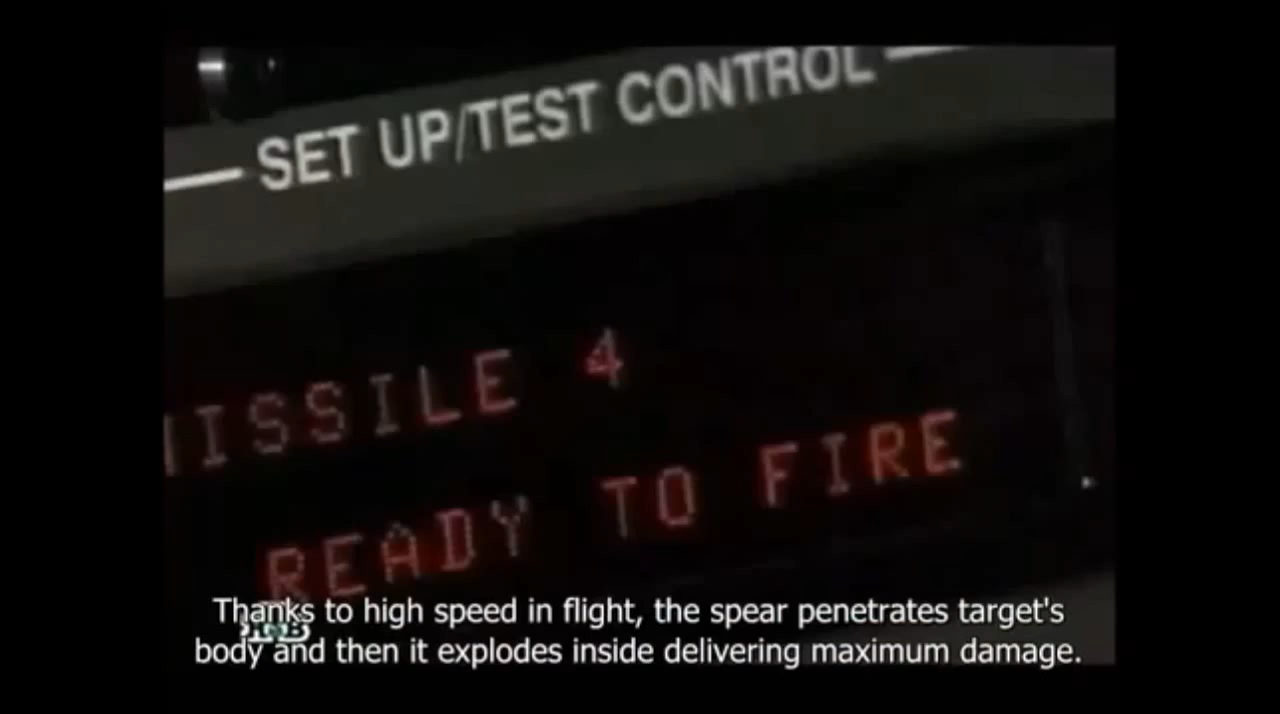 SET UP/TEST CONTROL
MISSILE 4
READY TO FIRE
Thanks to high speed in flight, the spear penetrates target's
body and then it explodes inside delivering maximum damage.